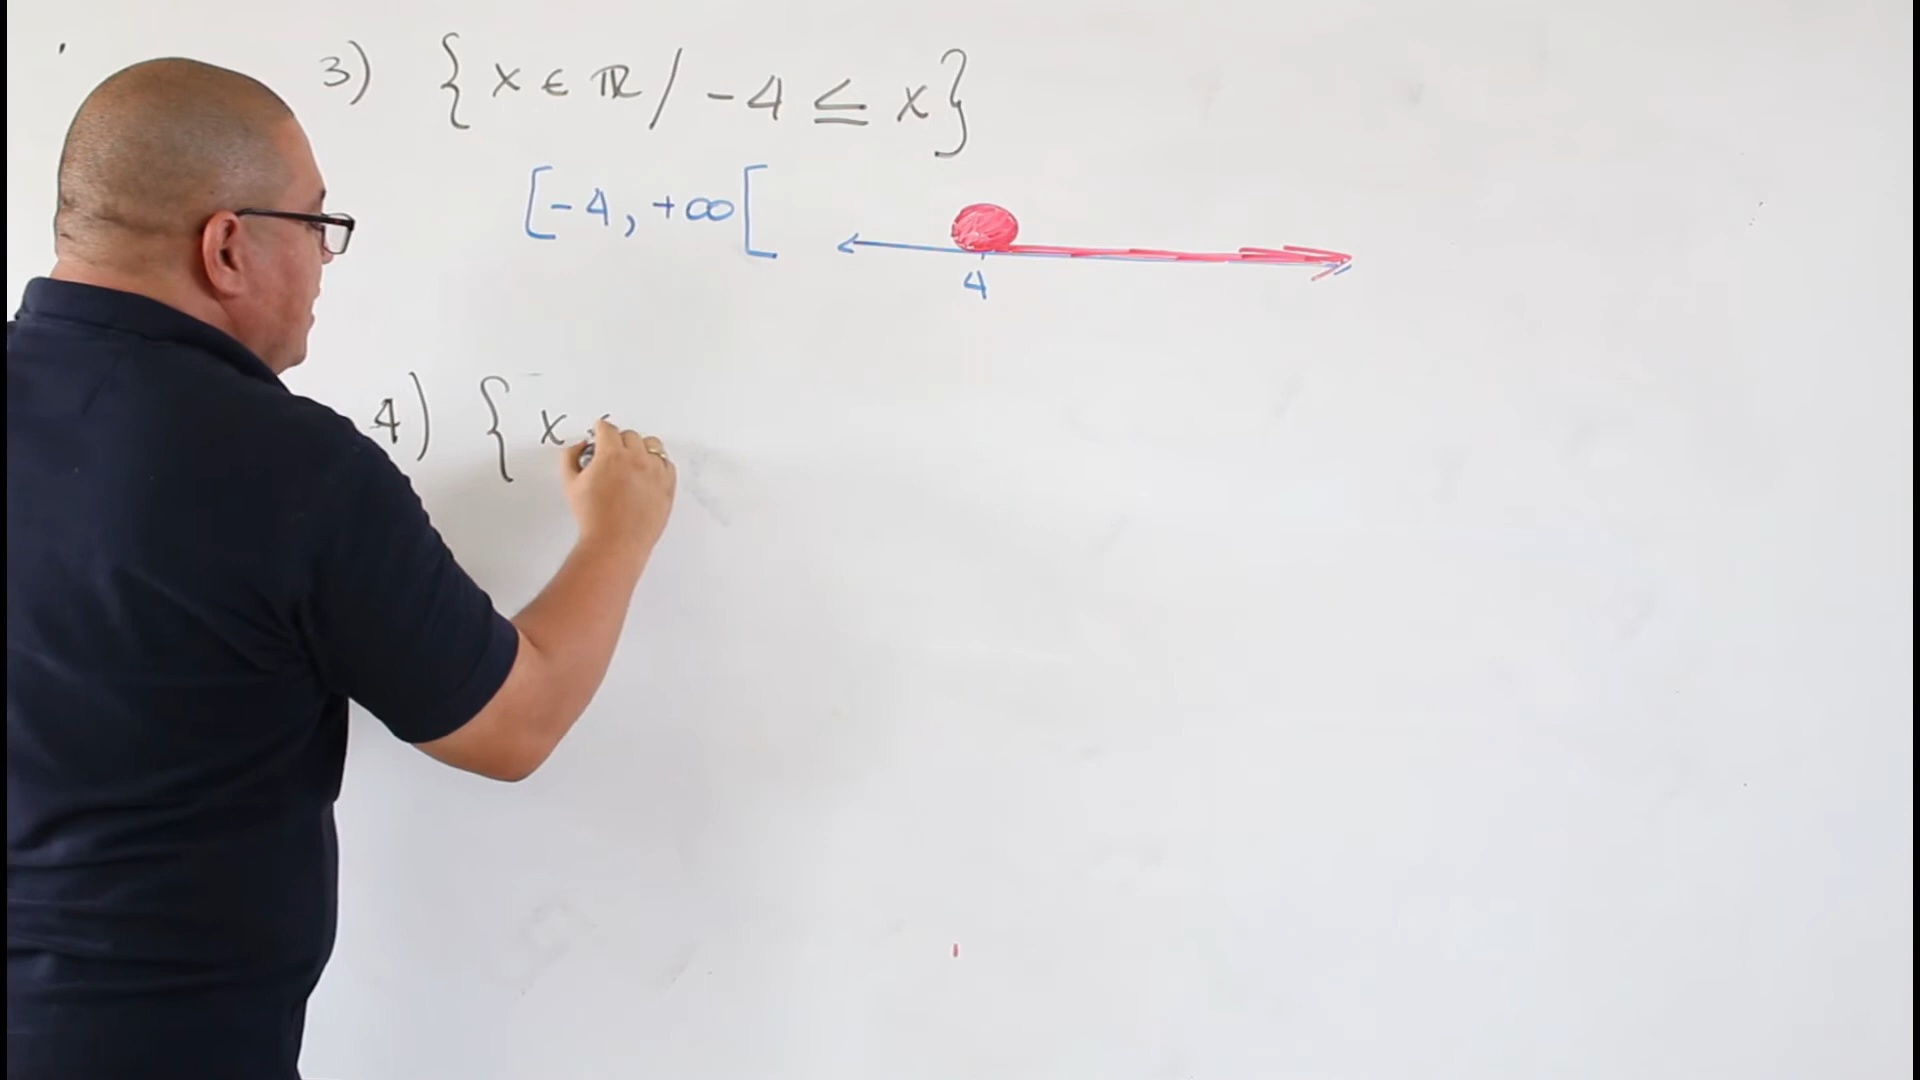 3) { x ∈ ℝ / -4 ≤ x }
[-4, +∞[
4
4) { x